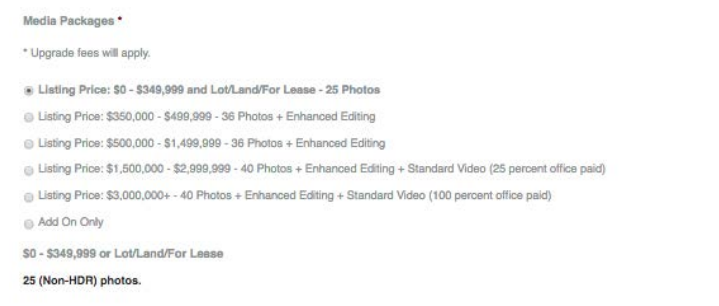 Media Packages *
* Upgrade fees will apply.
Listing Price: $0 - $349,999 and Lot/Land/For Lease - 25 Photos
Listing Price: $350,000 - $499,999 - 36 Photos + Enhanced Editing
Listing Price: $500,000 - $1,499,999 - 36 Photos + Enhanced Editing
Listing Price: $1,500,000 - $2,999,999 - 40 Photos + Enhanced Editing + Standard Video (25 percent office paid)
Listing Price: $3,000,000+ - 40 Photos + Enhanced Editing + Standard Video (100 percent office paid)
Add On Only
$0 - $349,999 or Lot/Land/For Lease
25 (Non-HDR) photos.